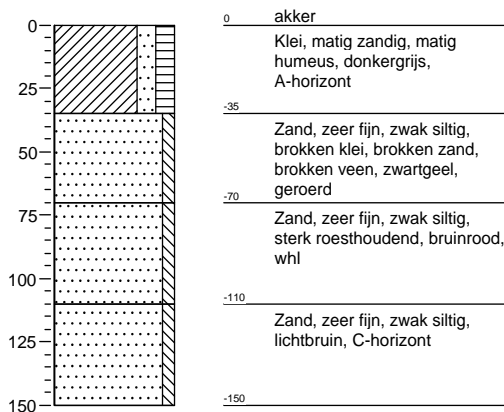 0
25
50
75
100
125
150
0 akker
Klei, matig zandig, matig
humeus, donkergrijs,
A-horizont
-35
Zand, zeer fijn, zwak siltig,
brokken klei, brokken zand,
brokken veen, zwartgeel,
geroerd
-70
Zand, zeer fijn, zwak siltig,
sterk roesthoudend, bruinrood,
whl
-110
Zand, zeer fijn, zwak siltig,
lichtbruin, C-horizont
-150